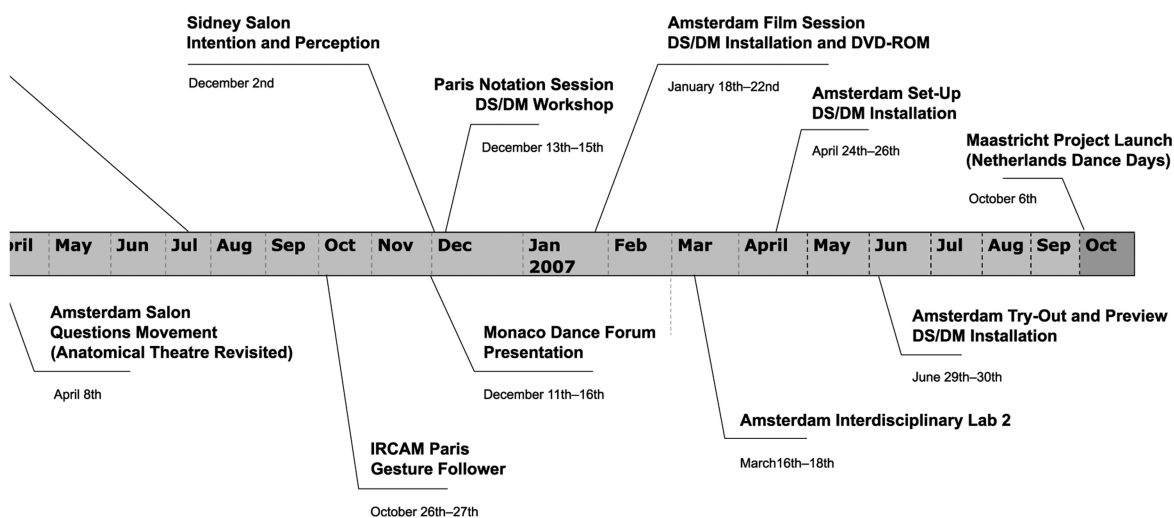 Sidney Salon
Intention and Perception
December 2nd
Paris Notation Session
DS/DM Workshop
December 13th–15th
Amsterdam Film Session
DS/DM Installation and DVD-ROM
January 18th–22nd
Amsterdam Set-Up
DS/DM Installation
April 24th–26th
Maastricht Project Launch
(Netherlands Dance Days)
October 6th
pril May Jun Jul Aug Sep Oct Nov Dec Jan Feb Mar April May Jun Jul Aug Sep Oct
2007
Amsterdam Salon
Questions Movement
(Anatomical Theatre Revisited)
April 8th
IRCAM Paris
Gesture Follower
October 26th–27th
Monaco Dance Forum
Presentation
December 11th–16th
Amsterdam Interdisciplinary Lab 2
March16th–18th
Amsterdam Try-Out and Preview
DS/DM Installation
June 29th–30th